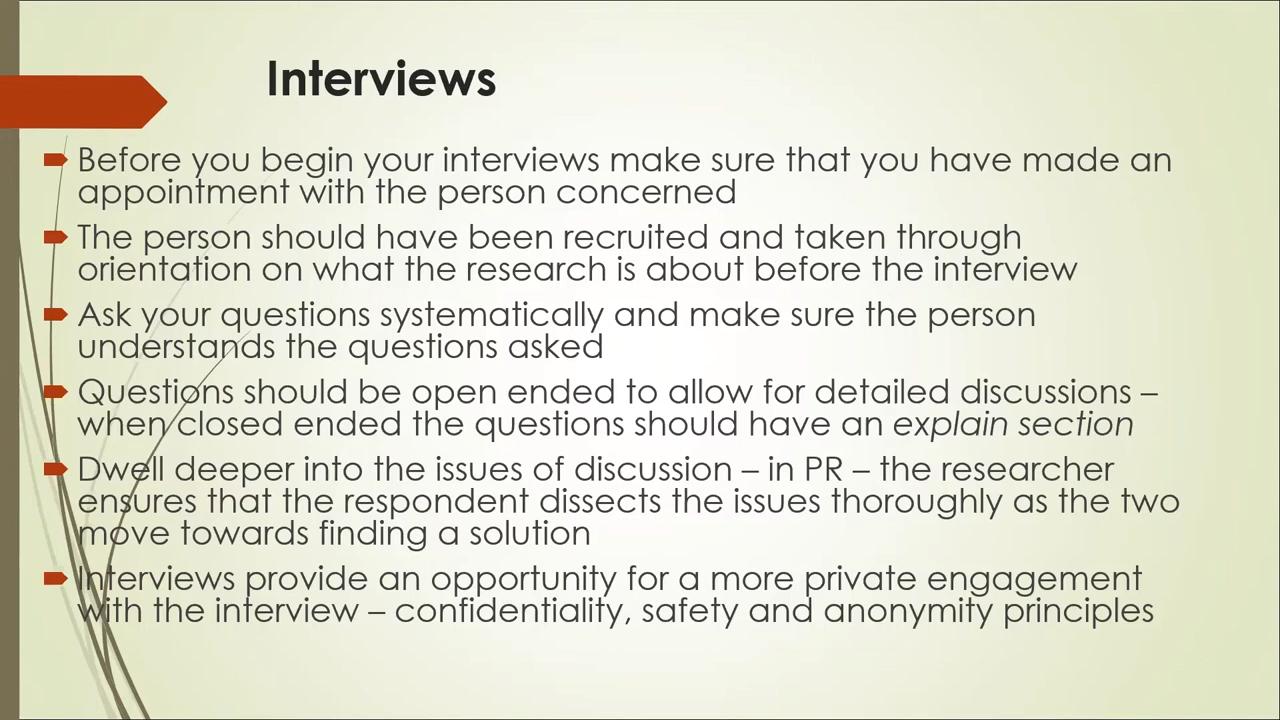 Interviews
Before you begin your interviews make sure that you have made an
appointment with the person concerned
The person should have been recruited and taken through
orientation on what the research is about before the interview
Ask your questions systematically and make sure the person
understands the questions asked
Questions should be open ended to allow for detailed discussions –
when closed ended the questions should have an explain section
Dwell deeper into the issues of discussion – in PR – the researcher
ensures that the respondent dissects the issues thoroughly as the two
move towards finding a solution
Interviews provide an opportunity for a more private engagement
with the interview – confidentiality, safety and anonymity principles